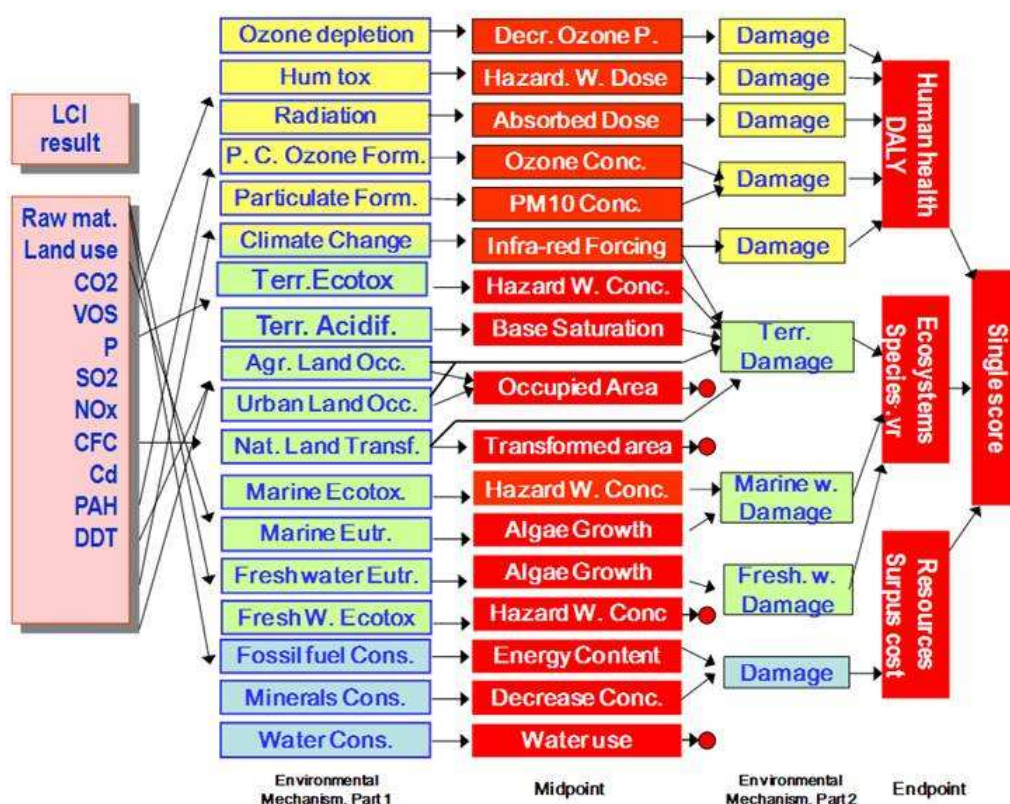 LCI
result
Raw mat.
Land use
CO2
VOS
P
SO2
NOx
CFC
Cd
PAH
DDT
Ozone depletion
Hum tox
Radiation
P. C. Ozone Form.
Particulate Form.
Climate Change
Terr.Ecotox
Terr. Acidif.
Agr. Land Occ.
Urban Land Occ.
Nat. Land Transf.
Marine Ecotox.
Marine Eutr.
Fresh water Eutr.
Fresh W. Ecotox
Fossil fuel Cons.
Minerals Cons.
Water Cons.
Environmental
Mechanism. Part 1
Decr. Ozone P.
Hazard. W. Dose
Absorbed Dose
Ozone Conc.
PM10 Conc.
Infra-red Forcing
Hazard W. Conc.
Base Saturation
Occupied Area
Transformed area
Hazard W. Conc.
Algae Growth
Algae Growth
Hazard W. Conc
Energy Content
Decrease Conc.
Water use
Midpoint
Damage
Damage
Damage
Damage
Damage
Terr.
Damage
Marine w.
Damage
Fresh. w.
Damage
Damage
Environmental
Mechanism. Part 2
Human health
DALY
Ecosystems
Species.yr
Resources
Surpus cost
Endpoint
Single score